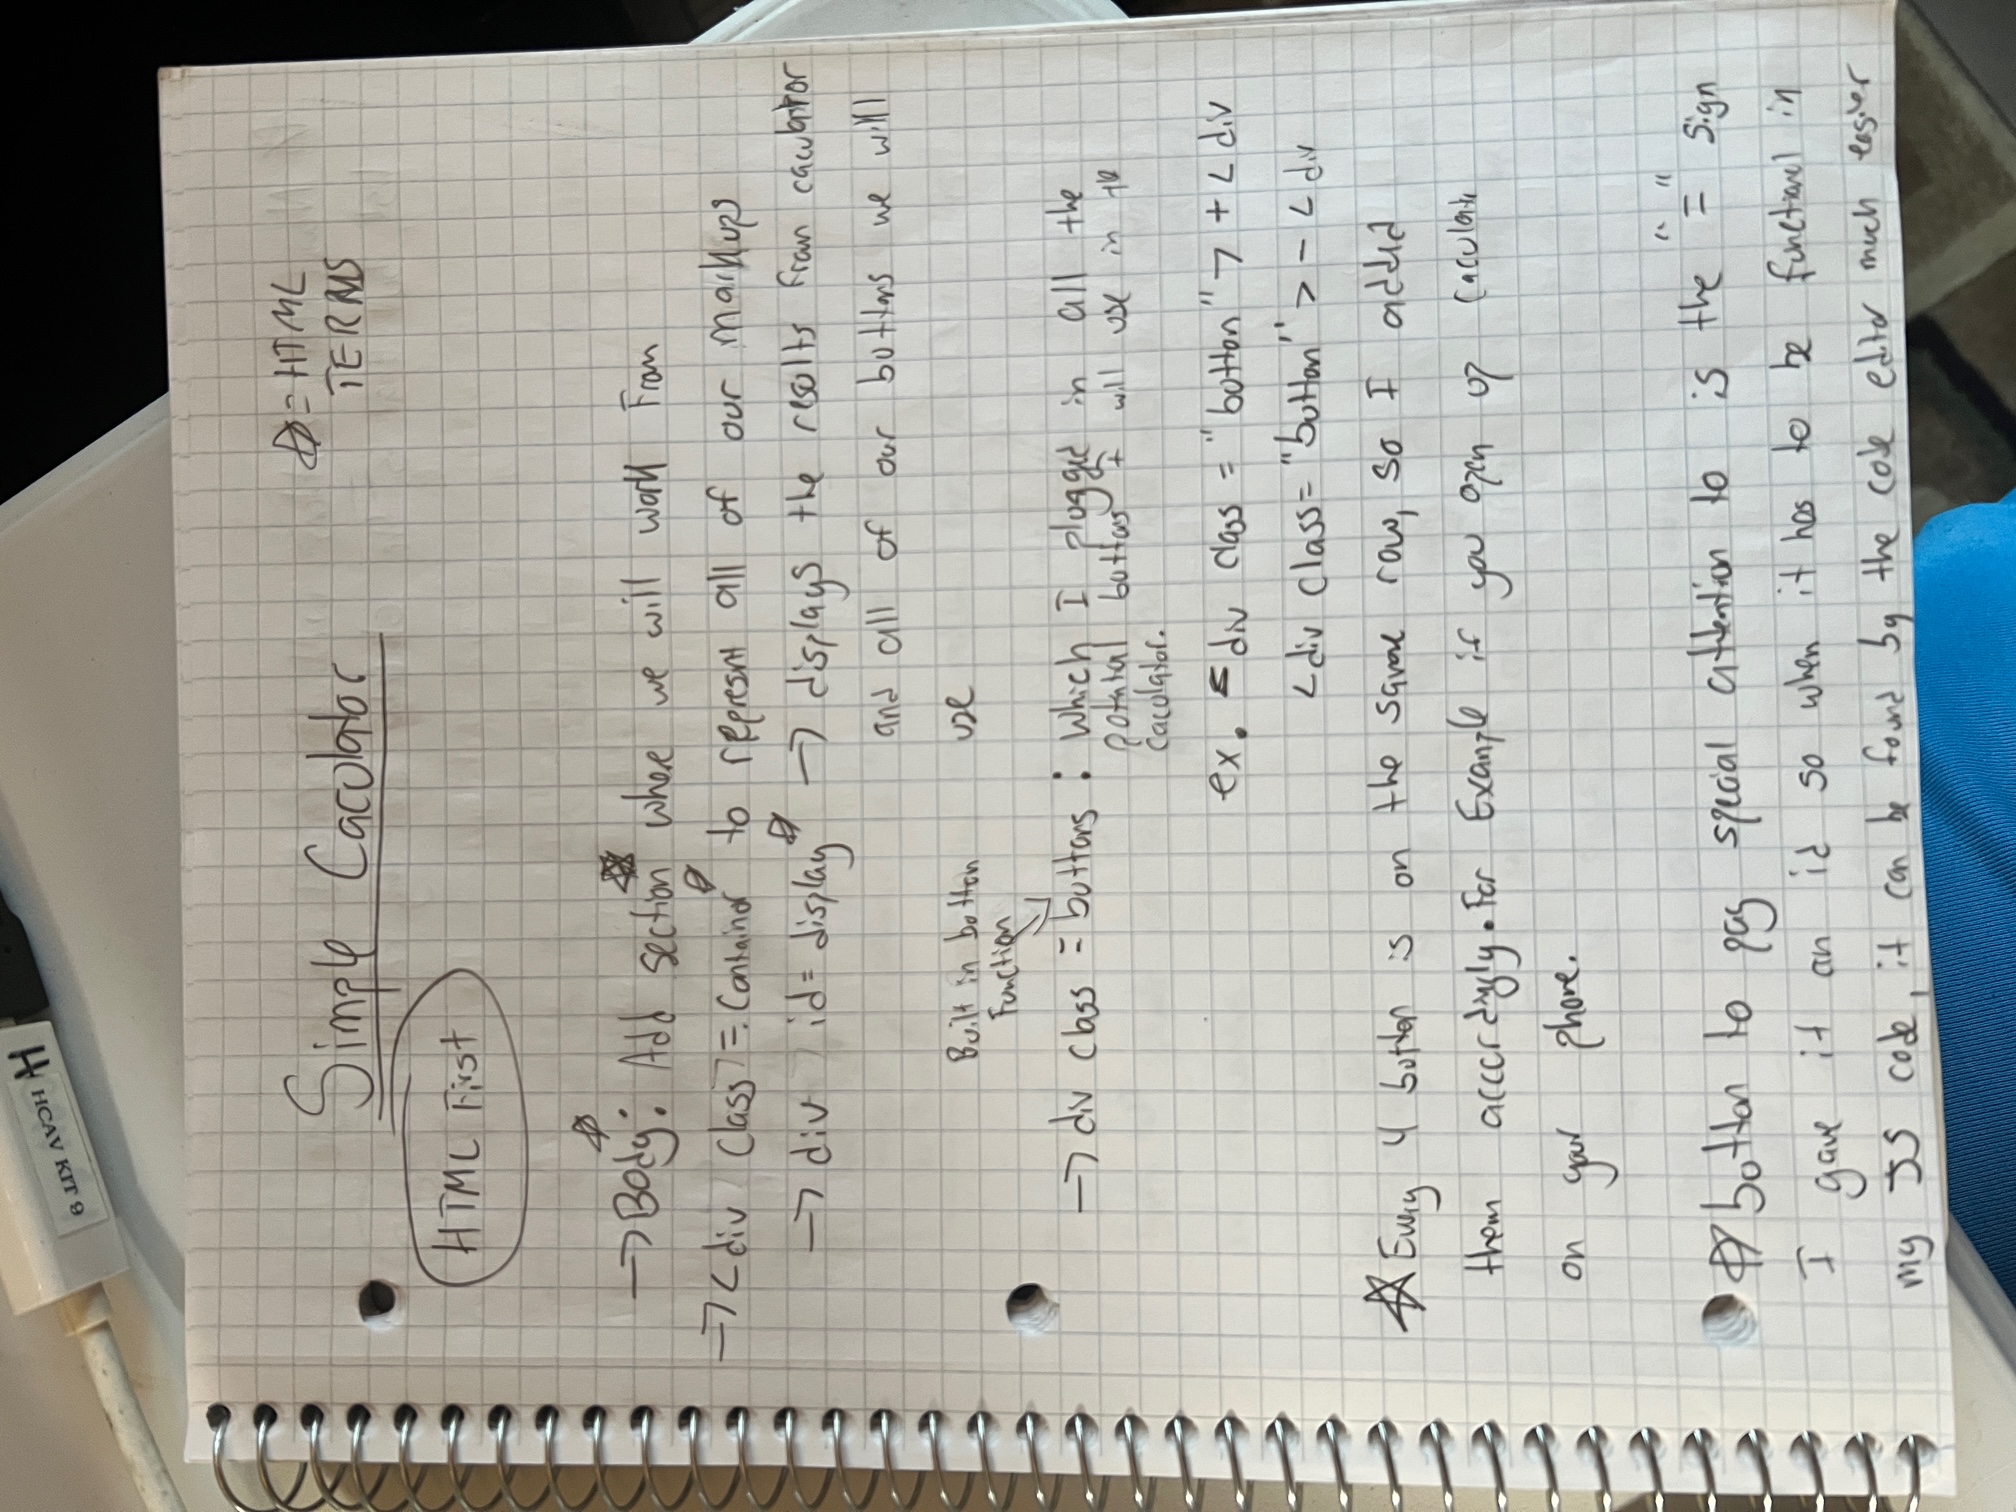 H HCAV KIT 9
Simple Caculator
☆ = HTML
TERMS
HTML First
→ Body: Add section where we will work From
→ <div class> = Container to represnt all of our markups
→ div id = display → displays the results from caculator
and all of our buttons we will
use
Built in button
Function
→ div class = buttons : Which I plugged in all the
potntal buttons I will use in the
caculator.
ex. <div class = "button"> + <div
<div class = "button"> - <div
☆ Every 4 button is on the same row, so I added
them accordingly. For Example if you open up caculator
on your phone.
☆ button to pay special attention to is the "=" sign
I gave it an id so when it has to be functional in
my JS code, it can be found by the code editor much easier